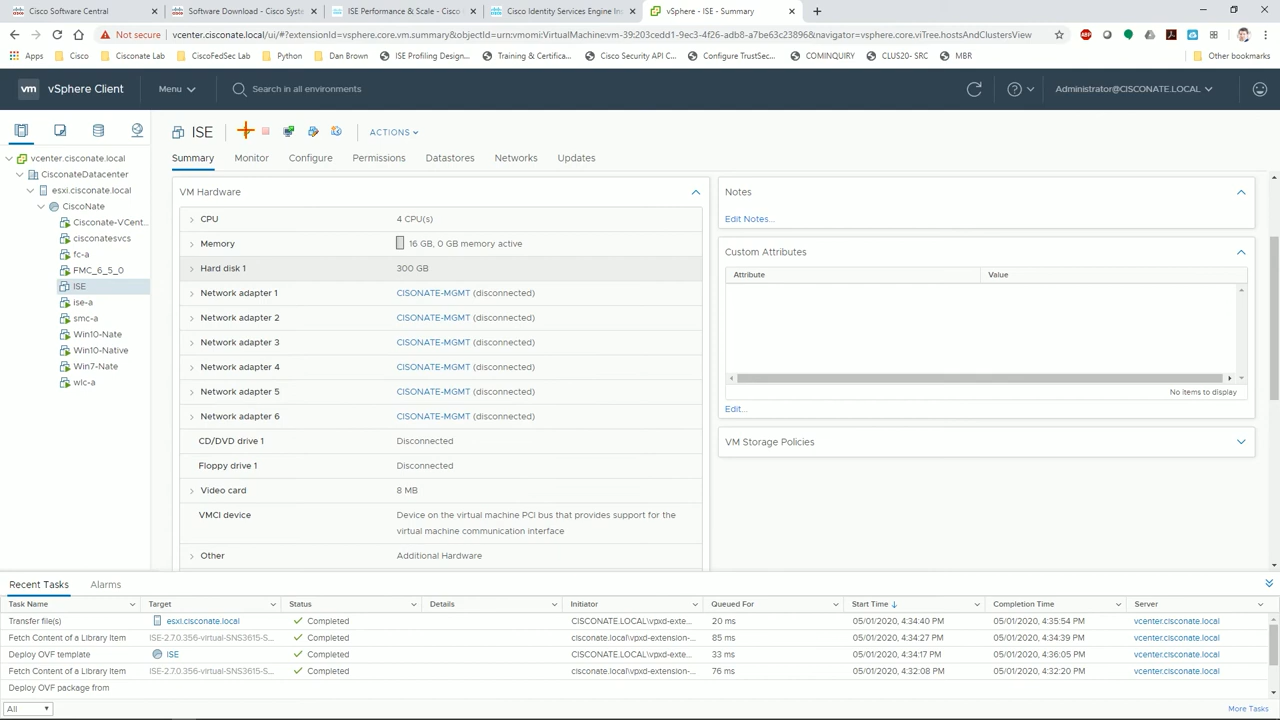 Cisco Software Central
Software Download - Cisco Syste
ISE Performance & Scale - Cisco
Cisco Identity Services Engine Ins
vSphere - ISE - Summary
Not secure
vcenter.cisconate.local/ui/#?extensionId=vsphere.core.vm.summary&objectId=urn:vmomi:VirtualMachine:vm-39:203cedd1-9ec3-4f26-adb8-a7be63c23896&navigator=vsphere.core.viTree.hostsAndClustersView
Apps
Cisco
Cisconate Lab
CiscoFedSec Lab
Python
Dan Brown
ISE Profiling Design...
Training & Certificat...
Cisco Security API C...
Configure TrustSec...
COMINQUIRY
CLUS20- SRC
MBR
Other bookmarks
vm
vSphere Client
Menu
Search in all environments
Administrator@CISCONATE.LOCAL
ISE
ACTIONS
Summary
Monitor
Configure
Permissions
Datastores
Networks
Updates
vcenter.cisconate.local
CisconateDatacenter
esxi.cisconate.local
CiscoNate
Cisconate-VCent...
cisconatesvcs
fc-a
FMC_6_5_0
ISE
ise-a
smc-a
Win10-Nate
Win10-Native
Win7-Nate
wlc-a
VM Hardware
CPU 4 CPU(s)
Memory 16 GB, 0 GB memory active
Hard disk 1 300 GB
Network adapter 1 CISONATE-MGMT (disconnected)
Network adapter 2 CISONATE-MGMT (disconnected)
Network adapter 3 CISONATE-MGMT (disconnected)
Network adapter 4 CISONATE-MGMT (disconnected)
Network adapter 5 CISONATE-MGMT (disconnected)
Network adapter 6 CISONATE-MGMT (disconnected)
CD/DVD drive 1 Disconnected
Floppy drive 1 Disconnected
Video card 8 MB
VMCI device Device on the virtual machine PCI bus that provides support for the
virtual machine communication interface
Other Additional Hardware
Notes
Edit Notes...
Custom Attributes
Attribute Value
No items to display
Edit...
VM Storage Policies
Recent Tasks Alarms
Task Name Target Status Details Initiator Queued For Start Time Completion Time Server
Transfer file(s) esxi.cisconate.local Completed CISCONATE.LOCAL\vpxd-exte... 20 ms 05/01/2020, 4:34:40 PM 05/01/2020, 4:35:54 PM vcenter.cisconate.local
Fetch Content of a Library Item ISE-2.7.0.356-virtual-SNS3615-S... Completed cisconate.local\vpxd-extension-... 85 ms 05/01/2020, 4:34:27 PM 05/01/2020, 4:34:39 PM vcenter.cisconate.local
Deploy OVF template ISE Completed CISCONATE.LOCAL\vpxd-exte... 33 ms 05/01/2020, 4:34:17 PM 05/01/2020, 4:36:05 PM vcenter.cisconate.local
Fetch Content of a Library Item ISE-2.7.0.356-virtual-SNS3615-S... Completed cisconate.local\vpxd-extension-... 76 ms 05/01/2020, 4:32:08 PM 05/01/2020, 4:32:20 PM vcenter.cisconate.local
Deploy OVF package from
All
More Tasks